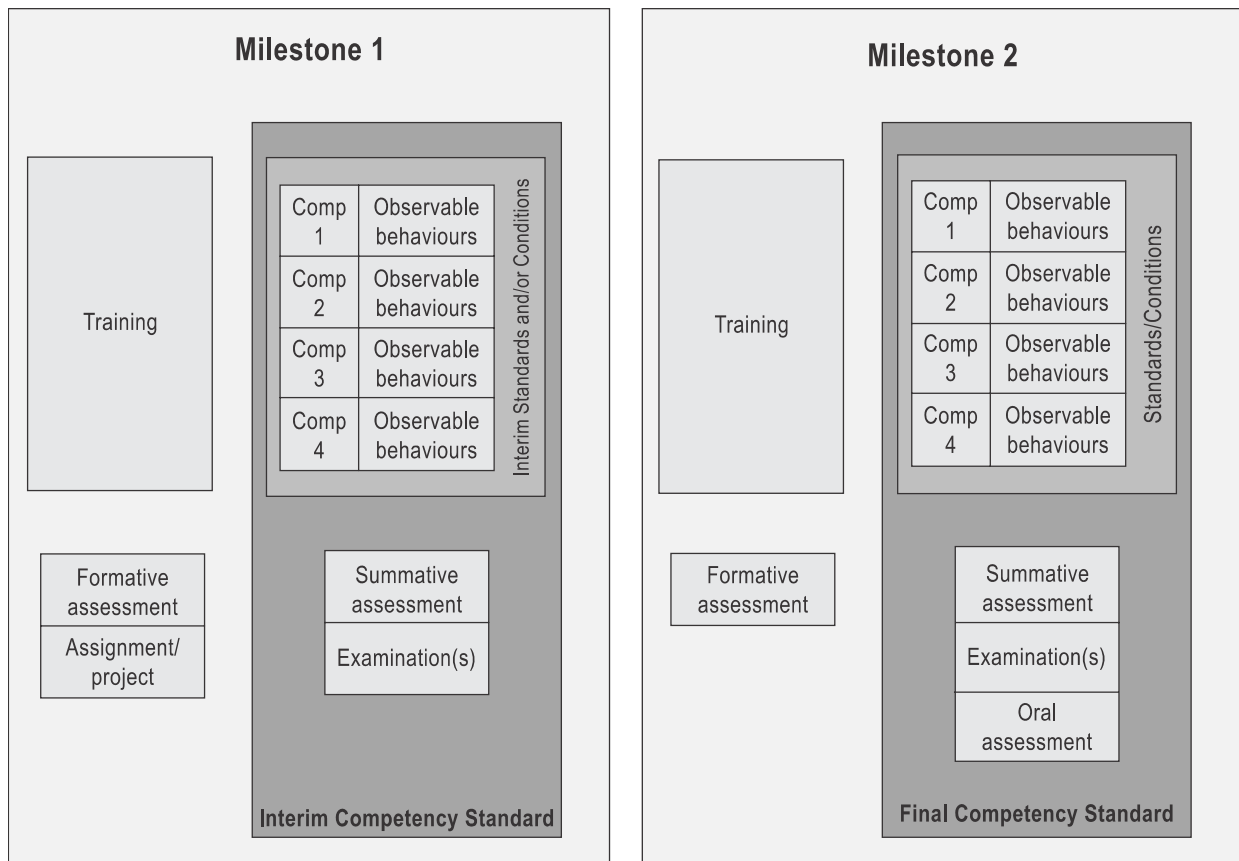 Milestone 1
Training
Comp
1
Observable
behaviours
Comp
2
Observable
behaviours
Comp
3
Observable
behaviours
Comp
4
Observable
behaviours
Interim Standards and/or Conditions
Formative
assessment
Assignment/
project
Summative
assessment
Examination(s)
Interim Competency Standard
Milestone 2
Training
Comp
1
Observable
behaviours
Comp
2
Observable
behaviours
Comp
3
Observable
behaviours
Comp
4
Observable
behaviours
Standards/Conditions
Formative
assessment
Summative
assessment
Examination(s)
Oral
assessment
Final Competency Standard